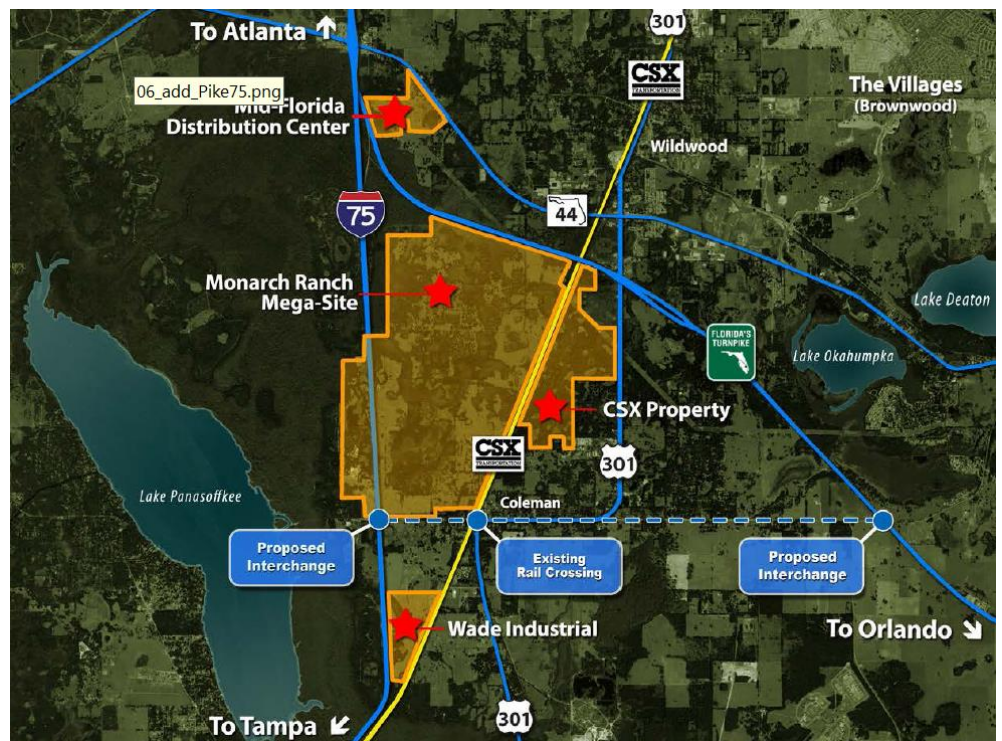 301
To Atlanta
CSX
TRANSPORTATION
The Villages
(Brownwood)
06_add_Pike75.png
Mid-Florida
Distribution Center
Wildwood
75
44
Monarch Ranch
Mega-Site
Lake Deaton
FLORIDA'S
TURNPIKE
Lake Okahumpka
CSX Property
CSX
TRANSPORTATION
301
Lake Panasoffkee
Coleman
Proposed
Interchange
Existing
Rail Crossing
Proposed
Interchange
Wade Industrial
To Orlando
To Tampa
301